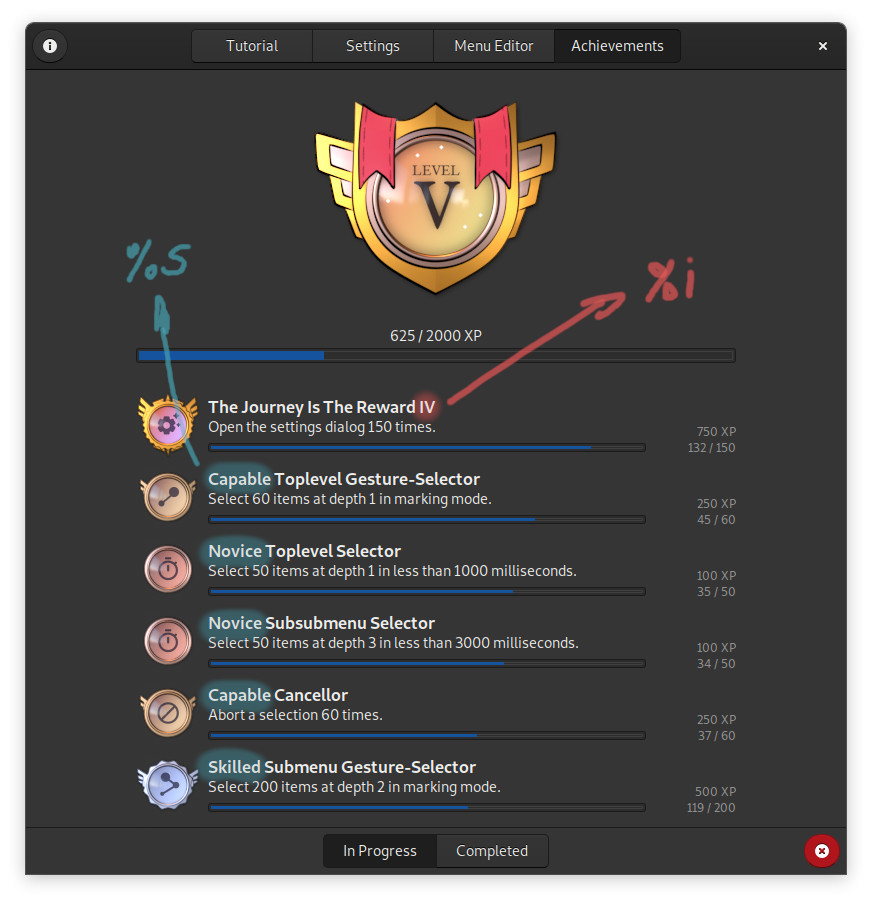 Tutorial Settings Menu Editor Achievements
LEVEL
V
%s
%i
625 / 2000 XP
The Journey Is The Reward IV
Open the settings dialog 150 times.
750 XP
132 / 150
Capable Toplevel Gesture-Selector
Select 60 items at depth 1 in marking mode.
250 XP
45 / 60
Novice Toplevel Selector
Select 50 items at depth 1 in less than 1000 milliseconds.
100 XP
35 / 50
Novice Subsubmenu Selector
Select 50 items at depth 3 in less than 3000 milliseconds.
100 XP
34 / 50
Capable Cancellor
Abort a selection 60 times.
250 XP
37 / 60
Skilled Submenu Gesture-Selector
Select 200 items at depth 2 in marking mode.
500 XP
119 / 200
In Progress Completed